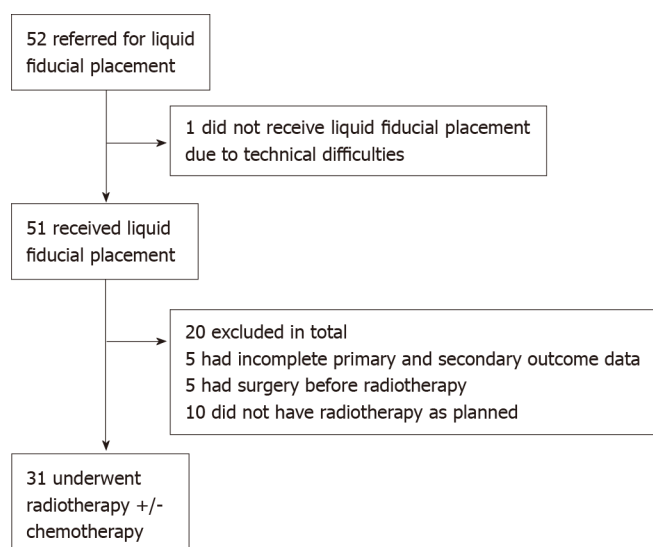 52 referred for liquid
fiducial placement
1 did not receive liquid fiducial placement
due to technical difficulties
51 received liquid
fiducial placement
20 excluded in total
5 had incomplete primary and secondary outcome data
5 had surgery before radiotherapy
10 did not have radiotherapy as planned
31 underwent
radiotherapy +/-
chemotherapy